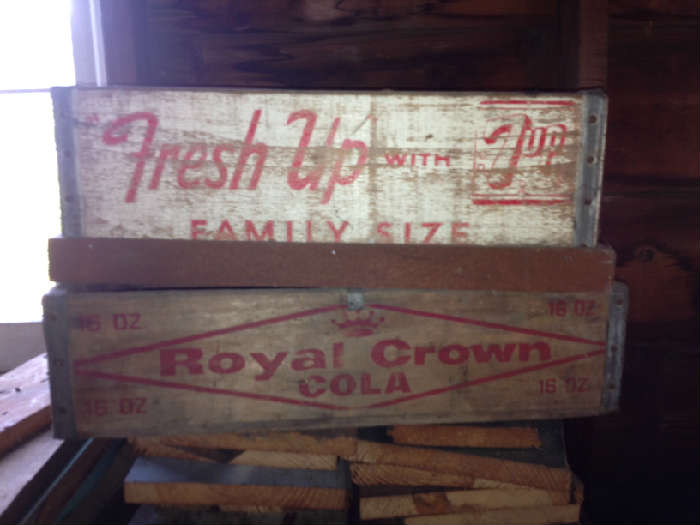 "Fresh Up WITH 7up
FAMILY SIZE
16 OZ 16 OZ
Royal Crown
COLA
16 OZ 16 OZ